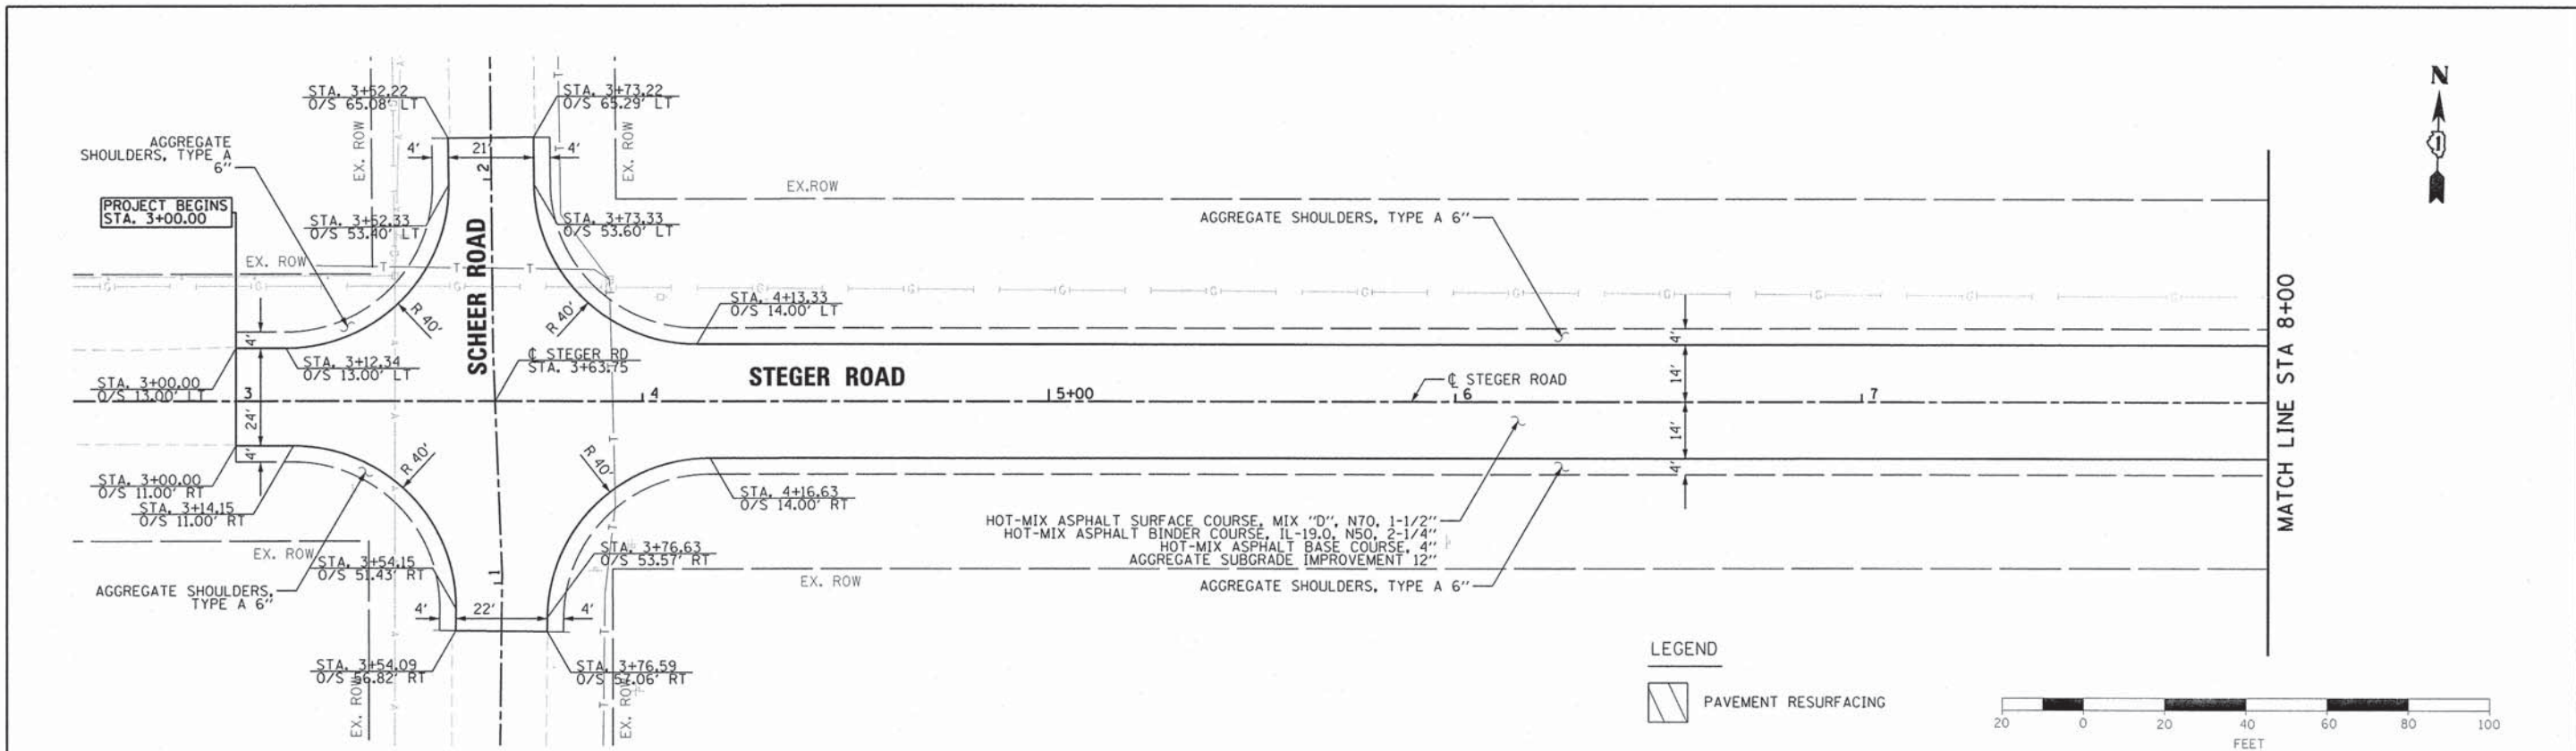 STA. 3+52.22
O/S 65.08' LT
STA. 3+73.22
O/S 65.29' LT
N
1
AGGREGATE
SHOULDERS, TYPE A
6"
EX. ROW
EX. ROW
4'
21'
4'
2
EX.ROW
PROJECT BEGINS
STA. 3+00.00
STA. 3+52.33
O/S 53.40' LT
STA. 3+73.33
O/S 53.60' LT
AGGREGATE SHOULDERS, TYPE A 6"
SCHEER ROAD
EX. ROW
T
T
T
G
G
G
G
G
G
G
G
G
G
G
G
STA. 4+13.33
O/S 14.00' LT
R 40'
R 40'
4'
4'
STA. 3+12.34
O/S 13.00' LT
℄ STEGER RD
STA. 3+63.75
STA. 3+00.00
O/S 13.00' LT
STEGER ROAD
℄ STEGER ROAD
14'
MATCH LINE STA 8+00
3
4
5+00
6
7
24'
14'
4'
R 40'
R 40'
4'
STA. 3+00.00
O/S 11.00' RT
STA. 3+14.15
O/S 11.00' RT
STA. 4+16.63
O/S 14.00' RT
HOT-MIX ASPHALT SURFACE COURSE, MIX "D", N70, 1-1/2"
HOT-MIX ASPHALT BINDER COURSE, IL-19.0, N50, 2-1/4"
HOT-MIX ASPHALT BASE COURSE, 4"
AGGREGATE SUBGRADE IMPROVEMENT 12"
AGGREGATE SHOULDERS, TYPE A 6"
EX. ROW
STA. 3+54.15
O/S 51.43' RT
STA. 3+76.63
O/S 53.57' RT
EX. ROW
1
AGGREGATE SHOULDERS,
TYPE A 6"
4'
22'
4'
STA. 3+54.09
O/S 56.82' RT
STA. 3+76.59
O/S 57.06' RT
EX. ROW
EX. ROW
LEGEND
PAVEMENT RESURFACING
20
0
20
40
60
80
100
FEET